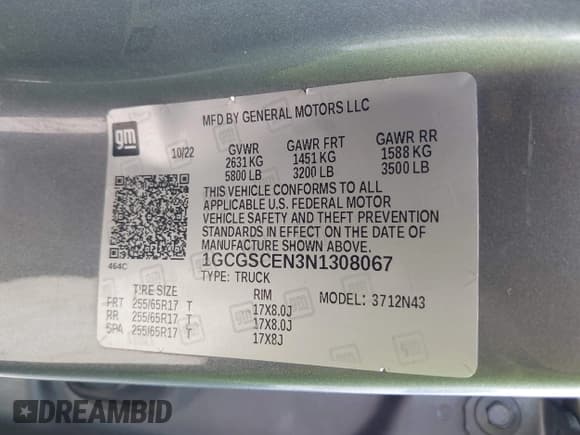 MFD BY GENERAL MOTORS LLC
gm
10/22
GVWR GAWR FRT GAWR RR
2631 KG 1451 KG 1588 KG
5800 LB 3200 LB 3500 LB
THIS VEHICLE CONFORMS TO ALL
APPLICABLE U.S. FEDERAL MOTOR
VEHICLE SAFETY AND THEFT PREVENTION
STANDARDS IN EFFECT ON THE DATE OF
MANUFACTURE SHOWN ABOVE.
464C
1GCGSCEN3N1308067
TYPE: TRUCK
TIRE SIZE RIM MODEL: 3712N43
FRT 255/65R17 T 17X8.0J
RR 255/65R17 T 17X8.0J
SPA 255/65R17 T 17X8J
DREAMBID